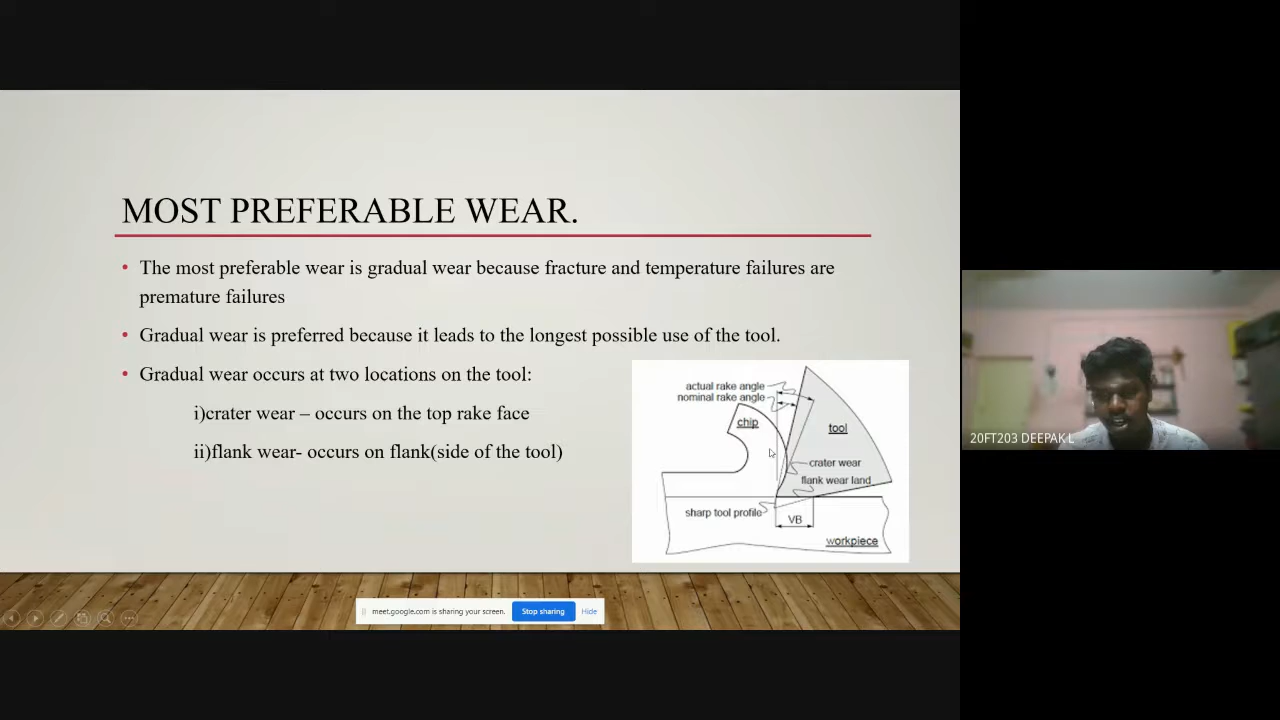 MOST PREFERABLE WEAR.
• The most preferable wear is gradual wear because fracture and temperature failures are
premature failures
• Gradual wear is preferred because it leads to the longest possible use of the tool.
• Gradual wear occurs at two locations on the tool:
i)crater wear – occurs on the top rake face
ii)flank wear- occurs on flank(side of the tool)
actual rake angle
nominal rake angle
chip
tool
crater wear
flank wear land
sharp tool profile
VB
workpiece
20FT203 DEEPAK L
meet.google.com is sharing your screen.
Stop sharing
Hide